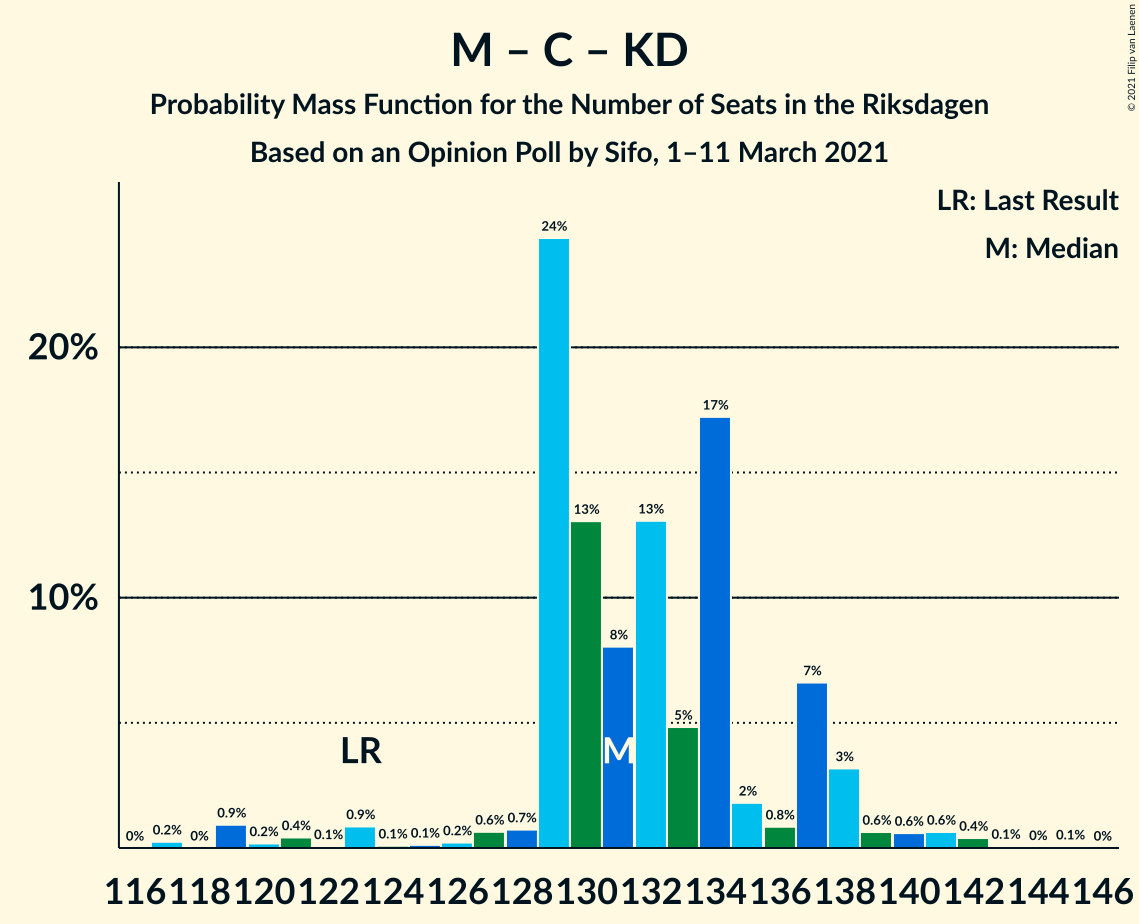 M – C – KD
Probability Mass Function for the Number of Seats in the Riksdagen
Based on an Opinion Poll by Sifo, 1–11 March 2021
© 2021 Filip van Laenen
LR: Last Result
M: Median
24%
20%
17%
13% 13%
10%
8%
7%
5%
LR M
3%
2%
0% 0.2% 0% 0.9% 0.2% 0.4% 0.1% 0.9% 0.1% 0.1% 0.2% 0.6% 0.7% 0.8% 0.6% 0.6% 0.6% 0.4% 0.1% 0% 0.1% 0%
116 118 120 122 124 126 128 130 132 134 136 138 140 142 144 146